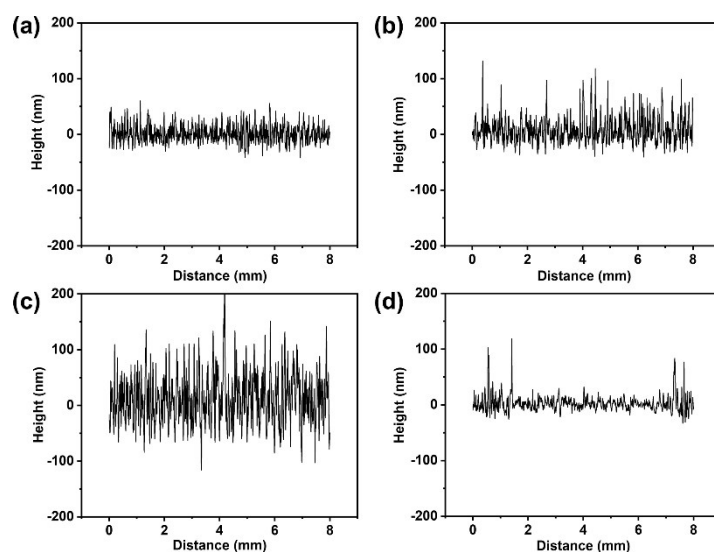 (a)
200
100
0
-100
-200
Height (nm)
0 2 4 6 8
Distance (mm)
(b)
200
100
0
-100
-200
Height (nm)
0 2 4 6 8
Distance (mm)
(c)
200
100
0
-100
-200
Height (nm)
0 2 4 6 8
Distance (mm)
(d)
200
100
0
-100
-200
Height (nm)
0 2 4 6 8
Distance (mm)